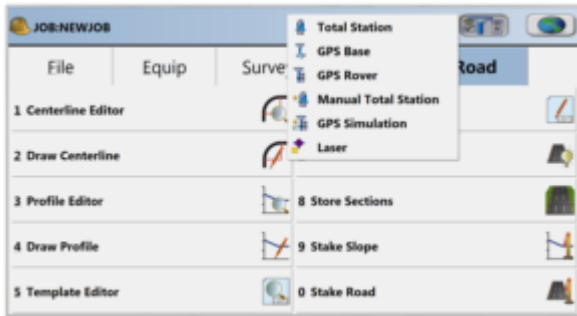 JOB:NEWJOB
Total Station
GPS Base
GPS Rover
Manual Total Station
GPS Simulation
Laser
File
Equip
Road
1 Centerline Editor
2 Draw Centerline
3 Profile Editor
8 Store Sections
4 Draw Profile
9 Stake Slope
5 Template Editor
0 Stake Road